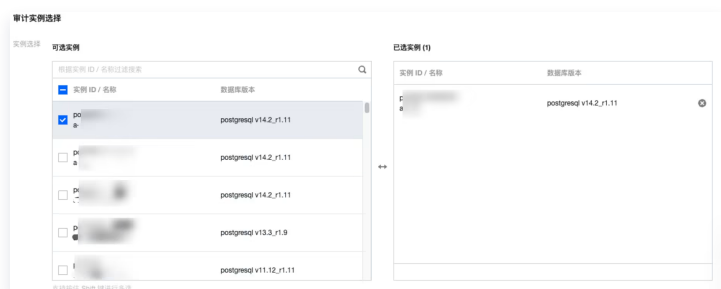 审计实例选择
实例选择
可选实例
已选实例 (1)
根据实例 ID / 名称过滤搜索
实例 ID / 名称
数据库版本
实例 ID / 名称
数据库版本
postgresql v14.2_r1.11
postgresql v14.2_r1.11
postgresql v14.2_r1.11
postgresql v14.2_r1.11
postgresql v13.3_r1.9
postgresql v11.12_r1.11